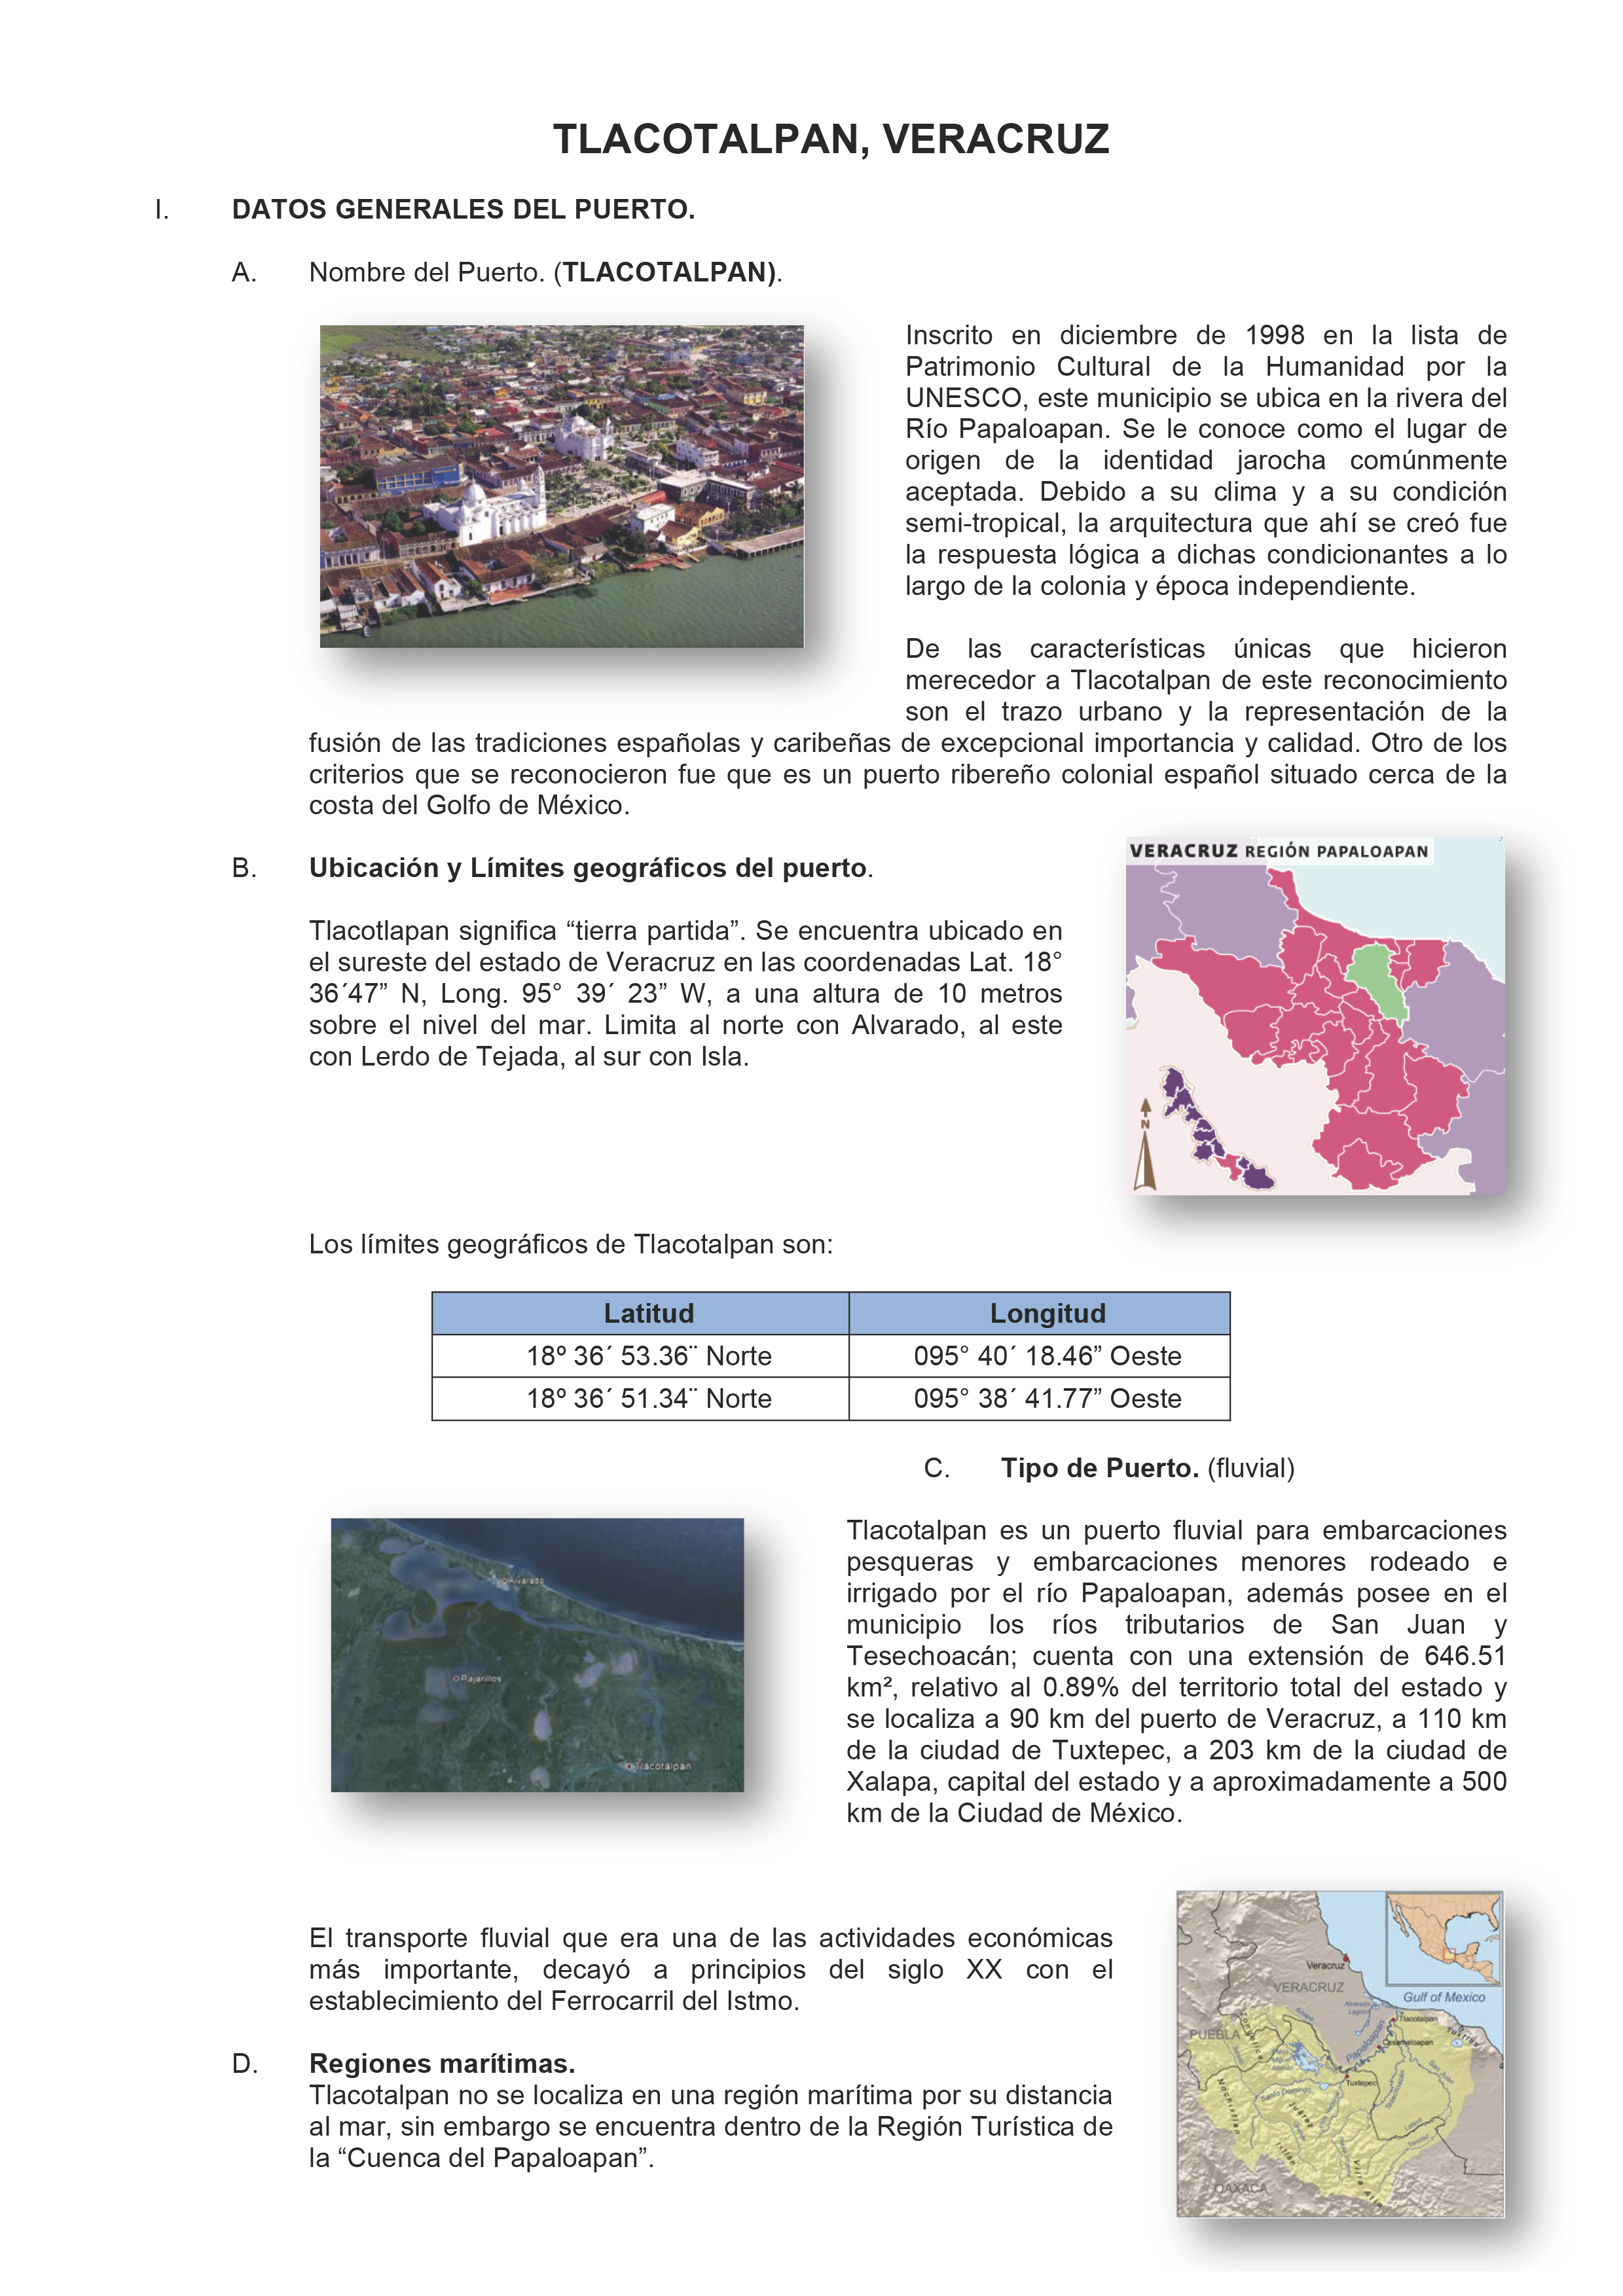 TLACOTALPAN, VERACRUZ
I. DATOS GENERALES DEL PUERTO.
A. Nombre del Puerto. (TLACOTALPAN).
Inscrito en diciembre de 1998 en la lista de
Patrimonio Cultural de la Humanidad por la
UNESCO, este municipio se ubica en la rivera del
Río Papaloapan. Se le conoce como el lugar de
origen de la identidad jarocha comúnmente
aceptada. Debido a su clima y a su condición
semi-tropical, la arquitectura que ahí se creó fue
la respuesta lógica a dichas condicionantes a lo
largo de la colonia y época independiente.
De las características únicas que hicieron
merecedor a Tlacotalpan de este reconocimiento
son el trazo urbano y la representación de la
fusión de las tradiciones españolas y caribeñas de excepcional importancia y calidad. Otro de los
criterios que se reconocieron fue que es un puerto ribereño colonial español situado cerca de la
costa del Golfo de México.
B. Ubicación y Límites geográficos del puerto.
Tlacotlapan significa “tierra partida”. Se encuentra ubicado en
el sureste del estado de Veracruz en las coordenadas Lat. 18°
36´47” N, Long. 95° 39´ 23” W, a una altura de 10 metros
sobre el nivel del mar. Limita al norte con Alvarado, al este
con Lerdo de Tejada, al sur con Isla.
VERACRUZ REGIÓN PAPALOAPAN
N
Los límites geográficos de Tlacotalpan son:
Latitud Longitud
18º 36´ 53.36¨ Norte 095° 40´ 18.46” Oeste
18º 36´ 51.34¨ Norte 095° 38´ 41.77” Oeste
C. Tipo de Puerto. (fluvial)
Alvarado
Pajarillos
Tlacotalpan
Tlacotalpan es un puerto fluvial para embarcaciones
pesqueras y embarcaciones menores rodeado e
irrigado por el río Papaloapan, además posee en el
municipio los ríos tributarios de San Juan y
Tesechoacán; cuenta con una extensión de 646.51
km², relativo al 0.89% del territorio total del estado y
se localiza a 90 km del puerto de Veracruz, a 110 km
de la ciudad de Tuxtepec, a 203 km de la ciudad de
Xalapa, capital del estado y a aproximadamente a 500
km de la Ciudad de México.
El transporte fluvial que era una de las actividades económicas
más importante, decayó a principios del siglo XX con el
establecimiento del Ferrocarril del Istmo.
D. Regiones marítimas.
Tlacotalpan no se localiza en una región marítima por su distancia
al mar, sin embargo se encuentra dentro de la Región Turística de
la “Cuenca del Papaloapan”.
Veracruz
VERACRUZ
Gulf of Mexico
Alvarado
Lagoon
Tlacotalpan
PUEBLA
Papaloapan
Cosamaloapan
Tuxtlas
Tuxtepec
Santo Domingo
San Juan
Juárez
Villa Alta
OAXACA